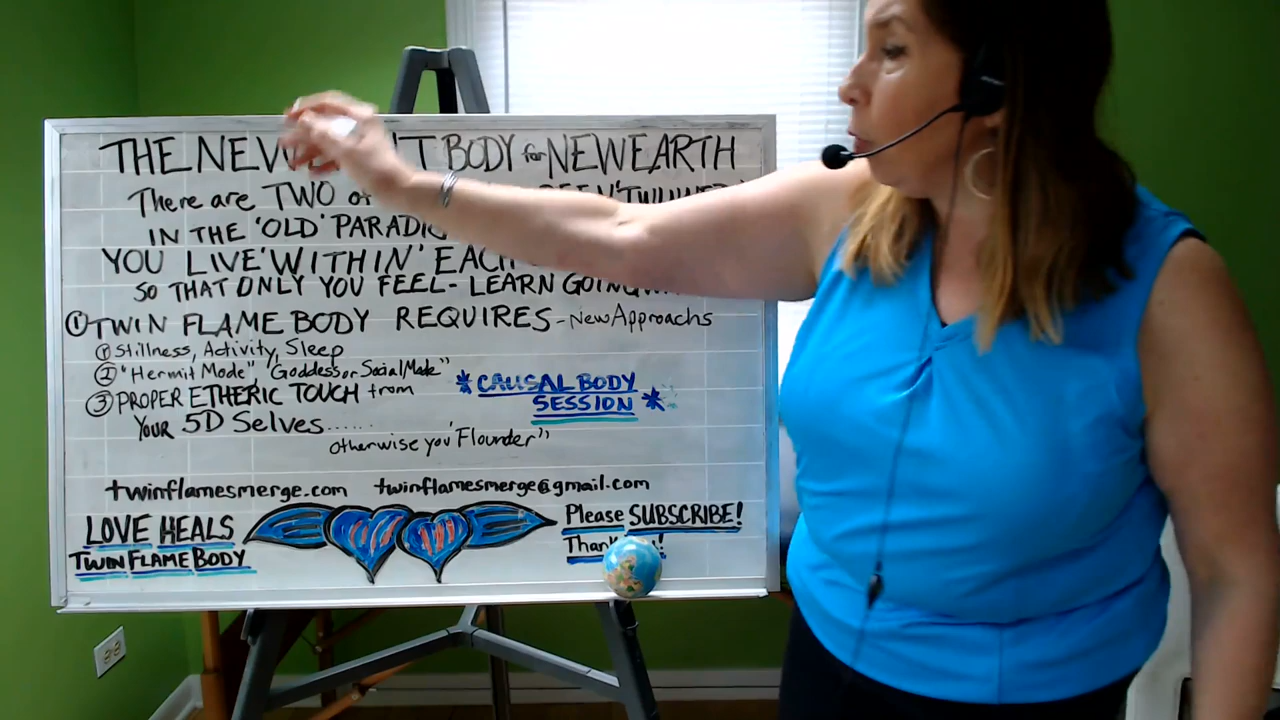 THE NEW BODY for NEW EARTH
There are TWO of
IN THE 'OLD'
YOU LIVE 'WITHIN' EACH
SO THAT ONLY YOU FEEL - LEARN
① TWIN FLAME BODY REQUIRES - New Approachs
① Stillness, Activity, Sleep
② "Hermit Mode" "Goddess or Social Mode"
③ PROPER ETHERIC TOUCH from
YOUR 5D Selves......
otherwise you 'Flounder"
* CAUSAL BODY
SESSION *
twinflamesmerge.com twinflamesmerge@gmail.com
LOVE HEALS
TWIN FLAME BODY
Please SUBSCRIBE!